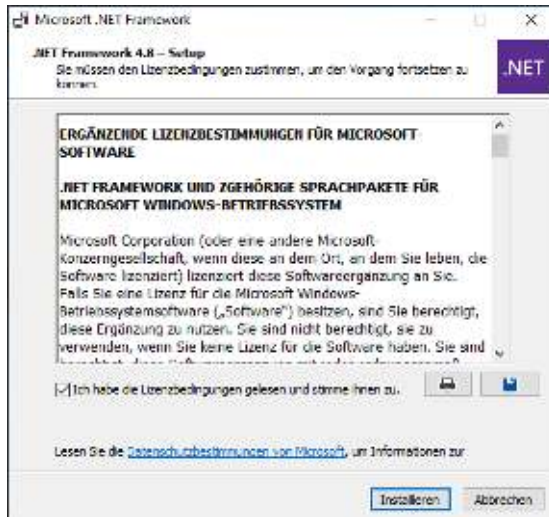 Microsoft .NET Framework
.NET Framework 4.8 – Setup
Sie müssen den Lizenzbedingungen zustimmen, um den Vorgang fortsetzen zu
können.
.NET
ERGÄNZENDE LIZENZBESTIMMUNGEN FÜR MICROSOFT
SOFTWARE
.NET FRAMEWORK UND ZGEHÖRIGE SPRACHPAKETE FÜR
MICROSOFT WINDOWS-BETRIEBSSYSTEM
Microsoft Corporation (oder eine andere Microsoft-
Konzerngesellschaft, wenn diese an dem Ort, an dem Sie leben, die
Software lizenziert) lizenziert diese Softwareergänzung an Sie.
Falls Sie eine Lizenz für die Microsoft Windows-
Betriebssystemsoftware („Software“) besitzen, sind Sie berechtigt,
diese Ergänzung zu nutzen. Sie sind nicht berechtigt, sie zu
verwenden, wenn Sie keine Lizenz für die Software haben. Sie sind
Ich habe die Lizenzbedingungen gelesen und stimme ihnen zu.
Lesen Sie die Datenschutzbestimmungen von Microsoft, um Informationen zur
Installieren
Abbrechen